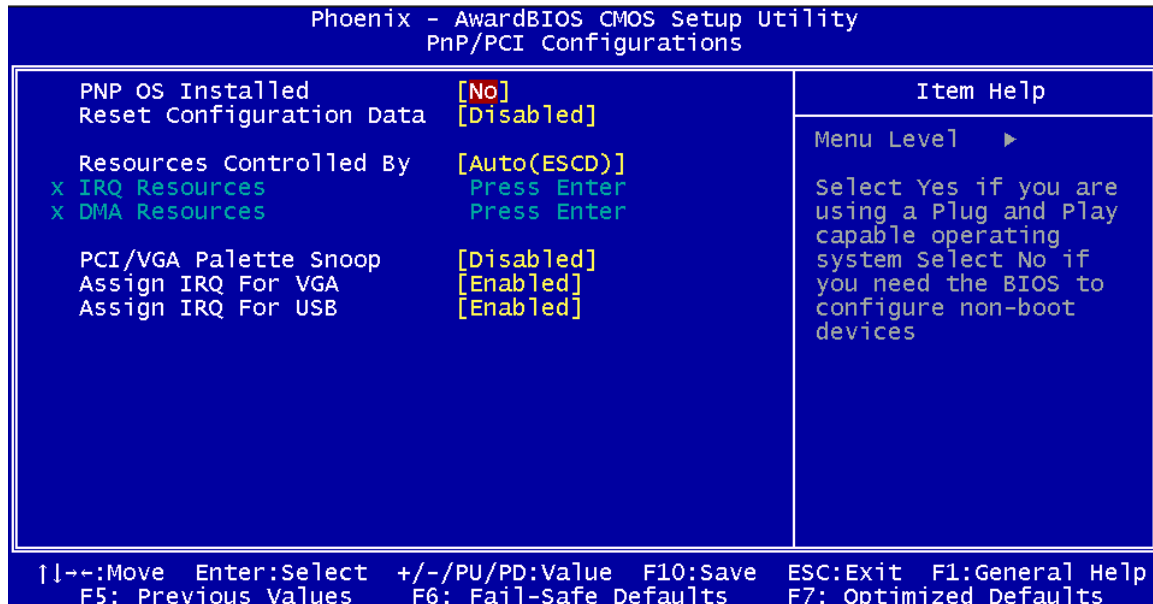 Phoenix - AwardBIOS CMOS Setup Utility
PnP/PCI Configurations
PNP OS Installed [No]
Reset Configuration Data [Disabled]
Resources Controlled By [Auto(ESCD)]
x IRQ Resources Press Enter
x DMA Resources Press Enter
PCI/VGA Palette Snoop [Disabled]
Assign IRQ For VGA [Enabled]
Assign IRQ For USB [Enabled]
Item Help
Menu Level ►
Select Yes if you are
using a Plug and Play
capable operating
system Select No if
you need the BIOS to
configure non-boot
devices
↑↓→←:Move Enter:Select +/-/PU/PD:Value F10:Save ESC:Exit F1:General Help
F5: Previous Values F6: Fail-Safe Defaults F7: Optimized Defaults